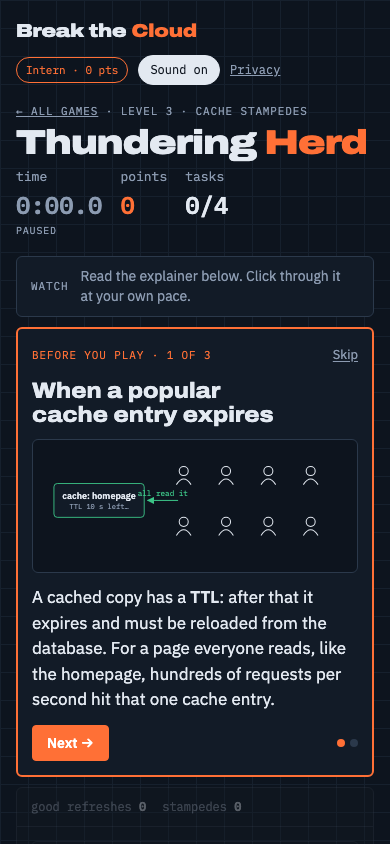 Break the Cloud
Intern · 0 pts
Sound on
Privacy
← ALL GAMES · LEVEL 3 · CACHE STAMPEDES
Thundering Herd
time points tasks
0:00.0 0 0/4
PAUSED
WATCH
Read the explainer below. Click through it
at your own pace.
BEFORE YOU PLAY · 1 OF 3
Skip
When a popular
cache entry expires
cache: homepage
all read it
TTL 10 s left…
A cached copy has a TTL: after that it
expires and must be reloaded from the
database. For a page everyone reads, like
the homepage, hundreds of requests per
second hit that one cache entry.
Next →
good refreshes 0 stampedes 0